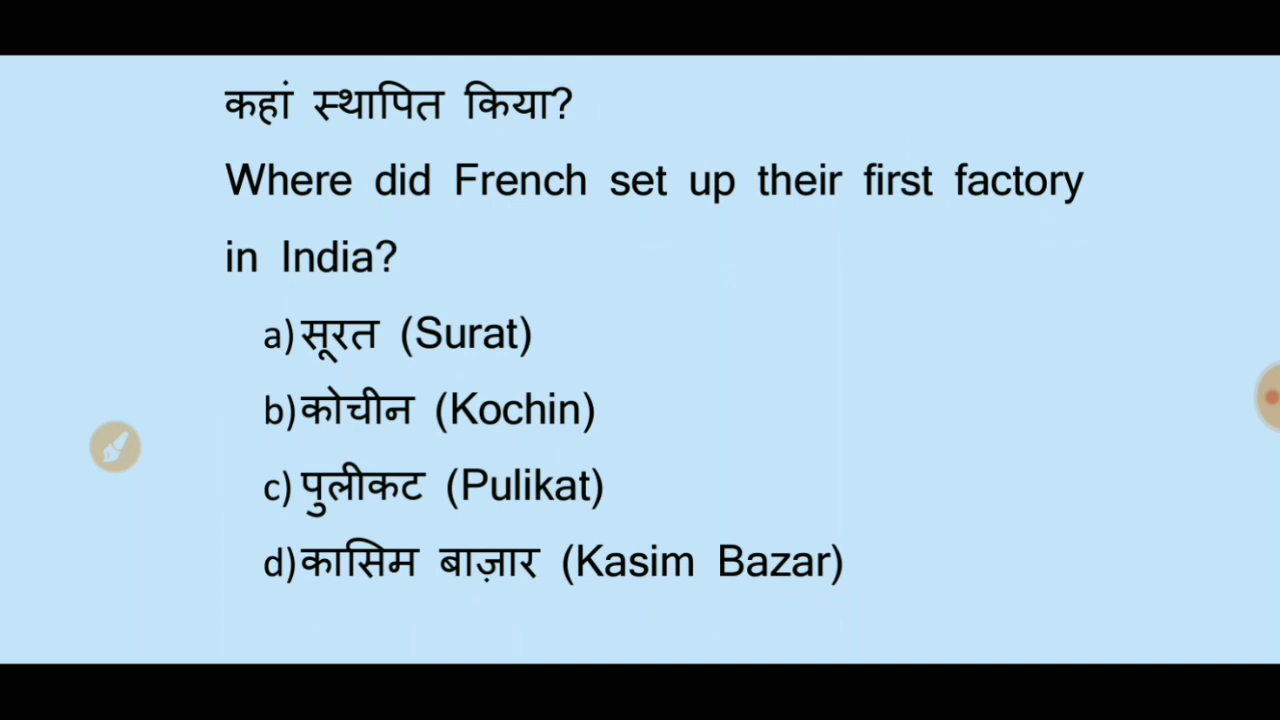 कहां स्थापित किया?
Where did French set up their first factory
in India?
a) सूरत (Surat)
b) कोचीन (Kochin)
c) पुलीकट (Pulikat)
d) कासिम बाज़ार (Kasim Bazar)